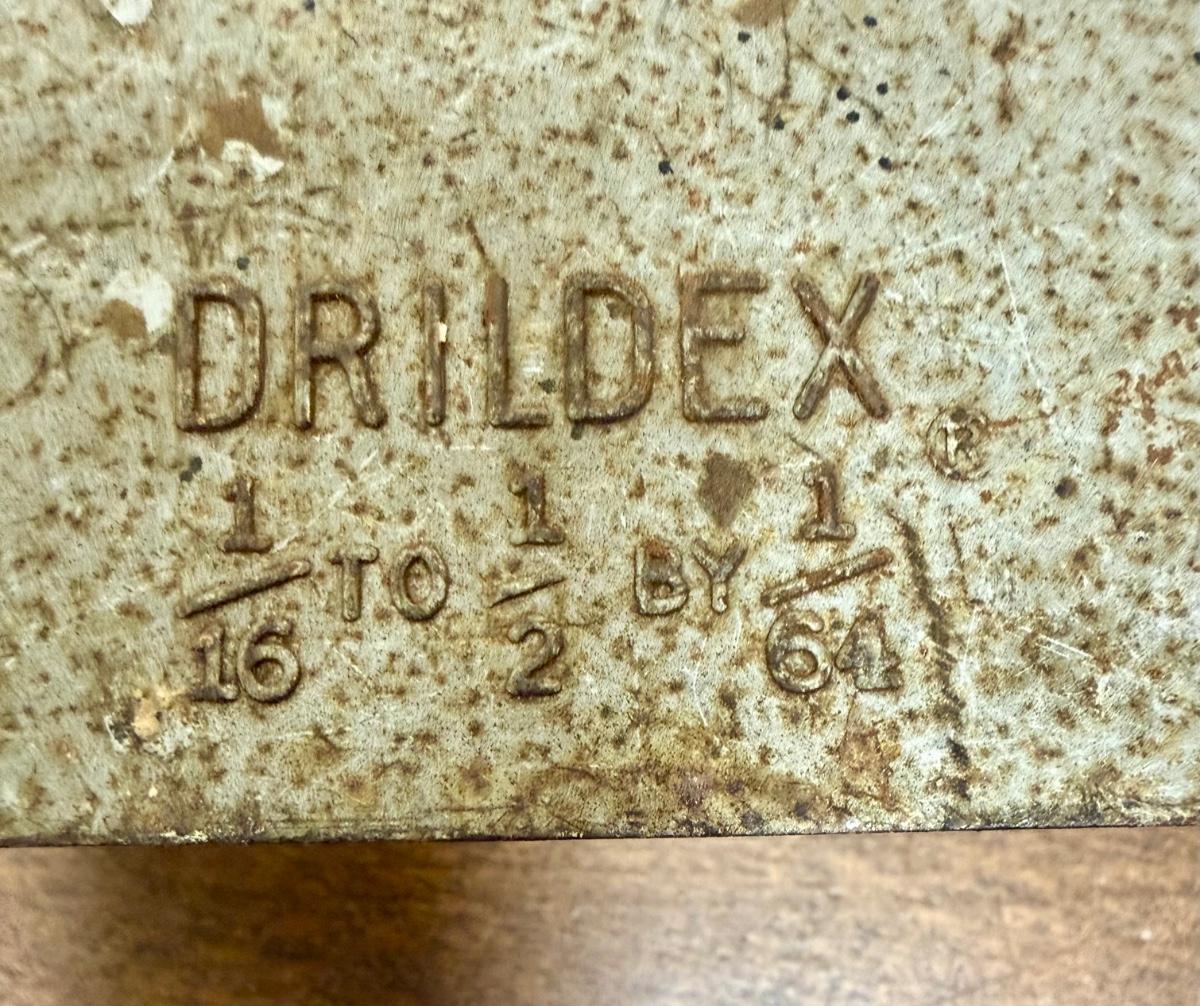 DRILDEX ®
1/16 TO 1/2 BY 1/64